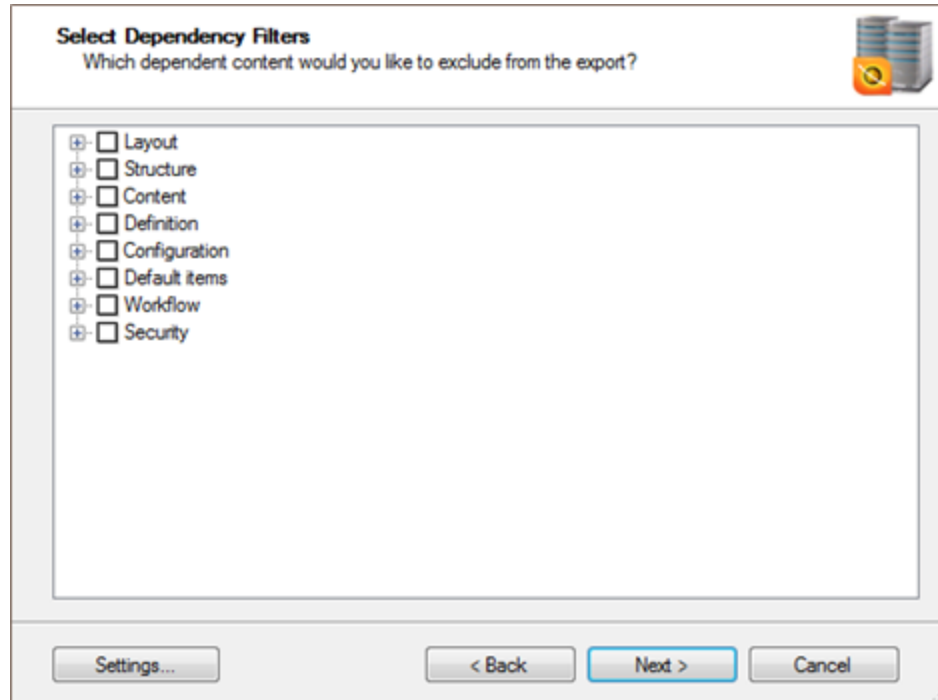 Select Dependency Filters
Which dependent content would you like to exclude from the export?
Layout
Structure
Content
Definition
Configuration
Default items
Workflow
Security
Settings...
< Back
Next >
Cancel